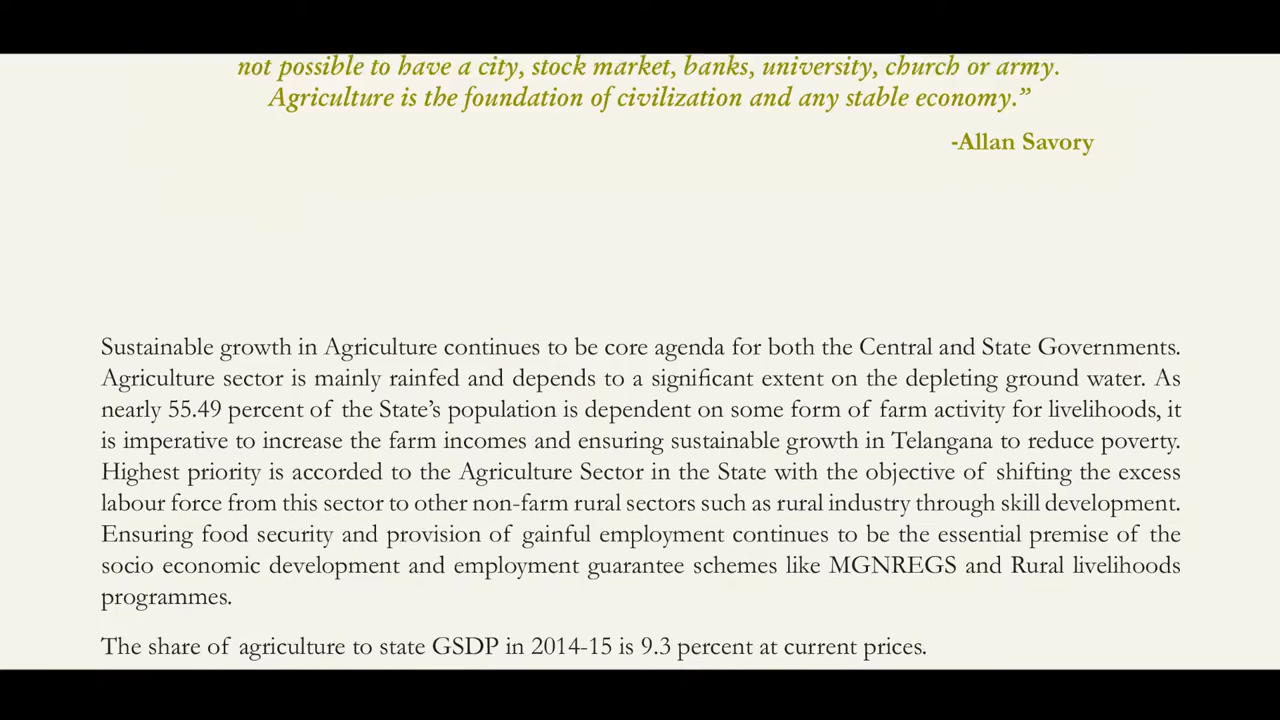 not possible to have a city, stock market, banks, university, church or army.
Agriculture is the foundation of civilization and any stable economy.”
-Allan Savory
Sustainable growth in Agriculture continues to be core agenda for both the Central and State Governments.
Agriculture sector is mainly rainfed and depends to a significant extent on the depleting ground water. As
nearly 55.49 percent of the State’s population is dependent on some form of farm activity for livelihoods, it
is imperative to increase the farm incomes and ensuring sustainable growth in Telangana to reduce poverty.
Highest priority is accorded to the Agriculture Sector in the State with the objective of shifting the excess
labour force from this sector to other non-farm rural sectors such as rural industry through skill development.
Ensuring food security and provision of gainful employment continues to be the essential premise of the
socio economic development and employment guarantee schemes like MGNREGS and Rural livelihoods
programmes.
The share of agriculture to state GSDP in 2014-15 is 9.3 percent at current prices.